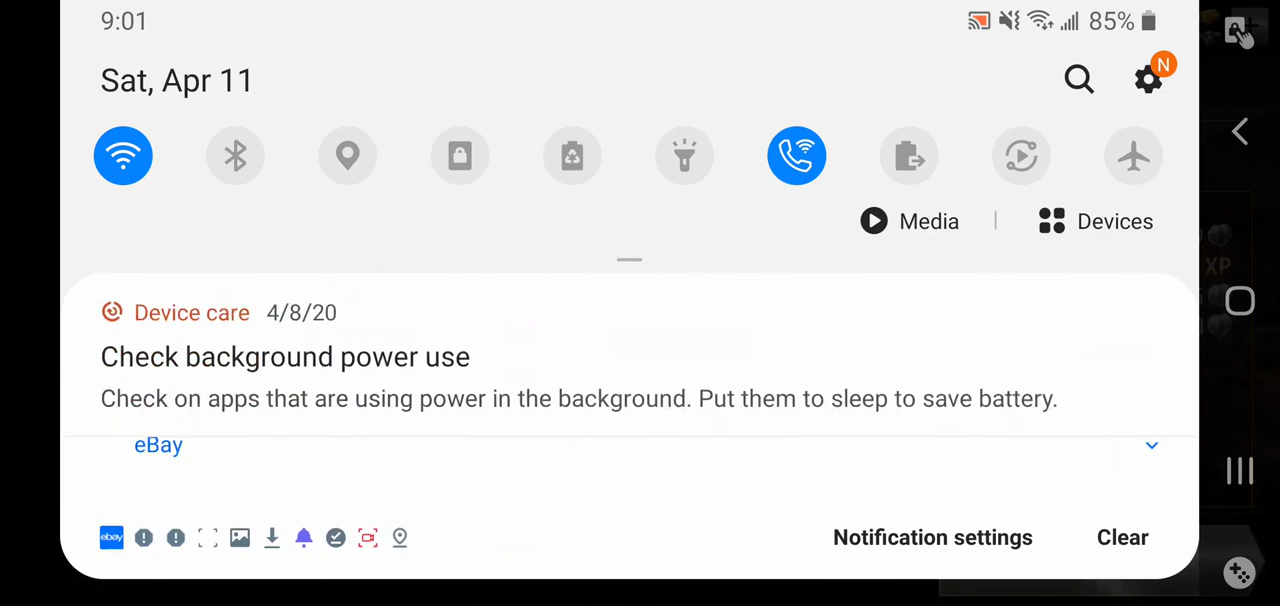 9:01
85%
Sat, Apr 11
N
Media
Devices
Device care 4/8/20
Check background power use
Check on apps that are using power in the background. Put them to sleep to save battery.
eBay
ebay
Notification settings
Clear
XP